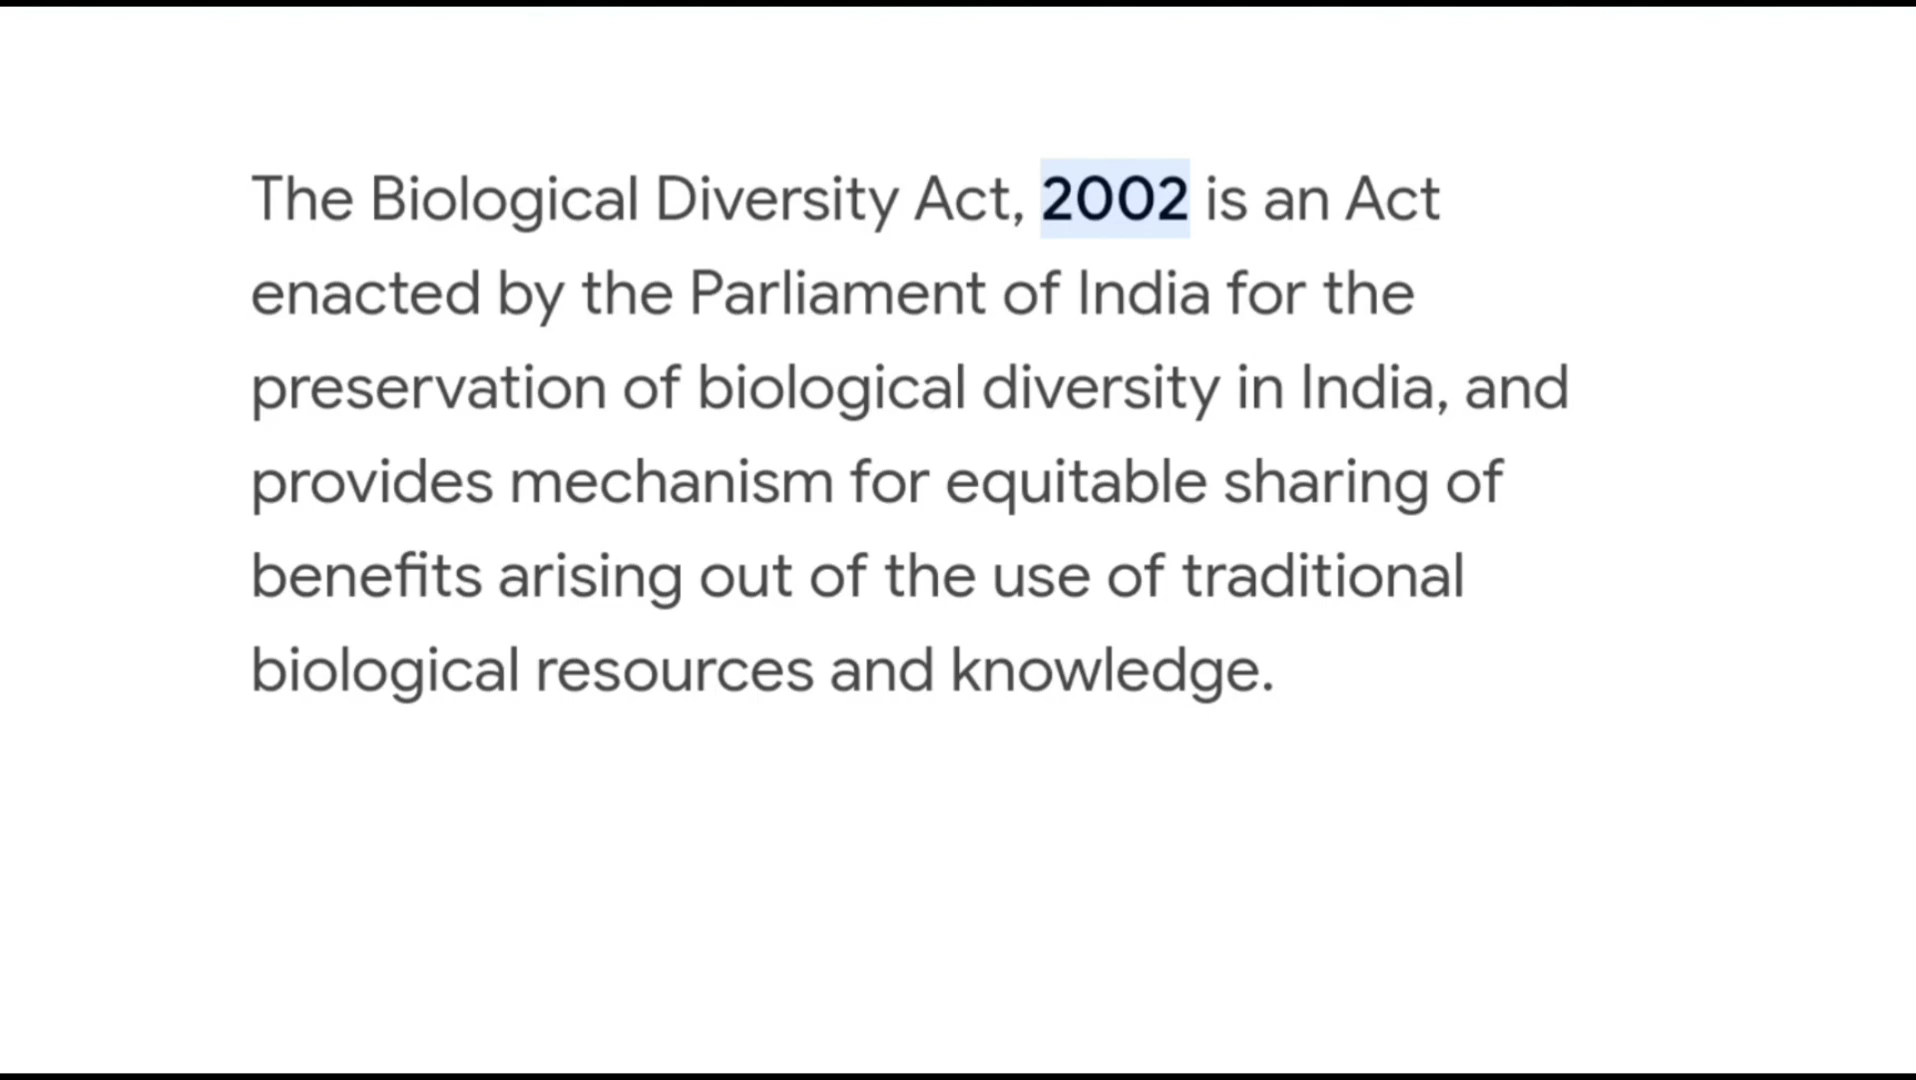 The Biological Diversity Act, 2002 is an Act
enacted by the Parliament of India for the
preservation of biological diversity in India, and
provides mechanism for equitable sharing of
benefits arising out of the use of traditional
biological resources and knowledge.